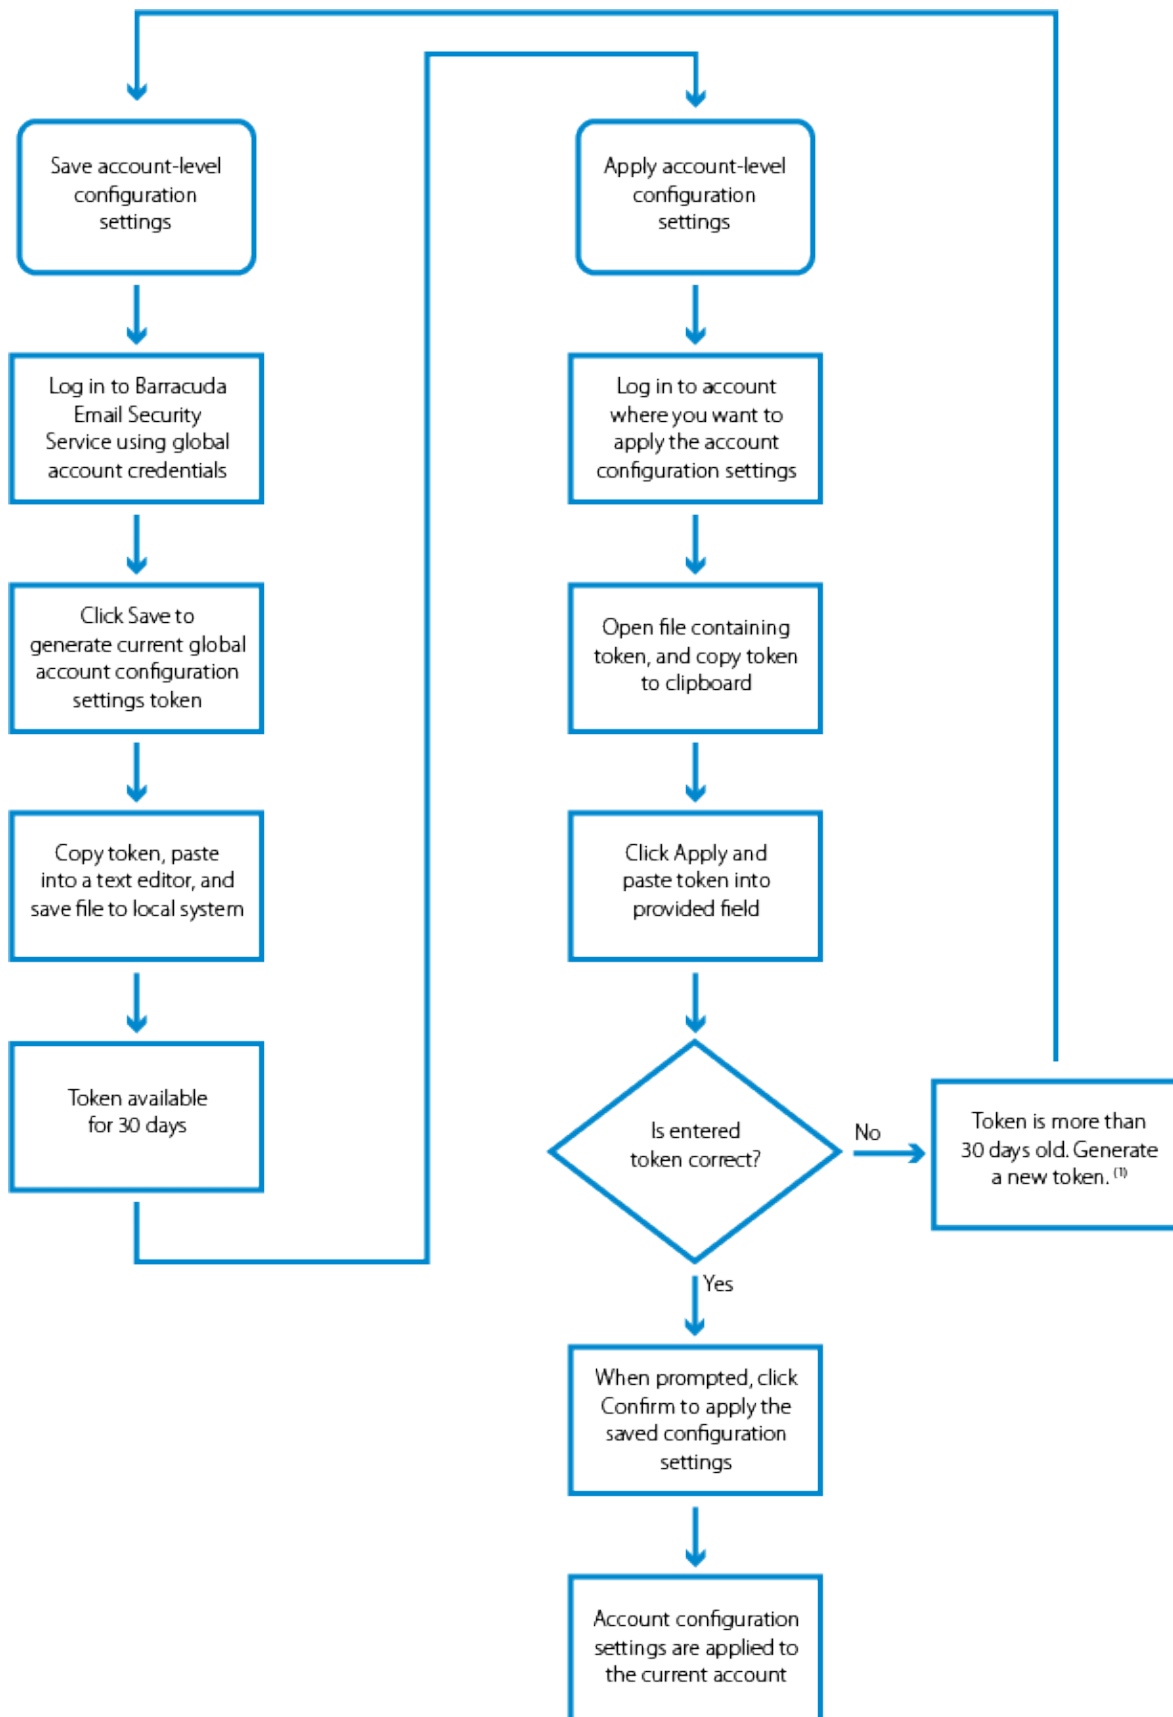 Save account-level
configuration
settings
Log in to Barracuda
Email Security
Service using global
account credentials
Click Save to
generate current global
account configuration
settings token
Copy token, paste
into a text editor, and
save file to local system
Token available
for 30 days
Apply account-level
configuration
settings
Log in to account
where you want to
apply the account
configuration settings
Open file containing
token, and copy token
to clipboard
Click Apply and
paste token into
provided field
Is entered
token correct?
No
Token is more than
30 days old. Generate
a new token. (1)
Yes
When prompted, click
Confirm to apply the
saved configuration
settings
Account configuration
settings are applied to
the current account